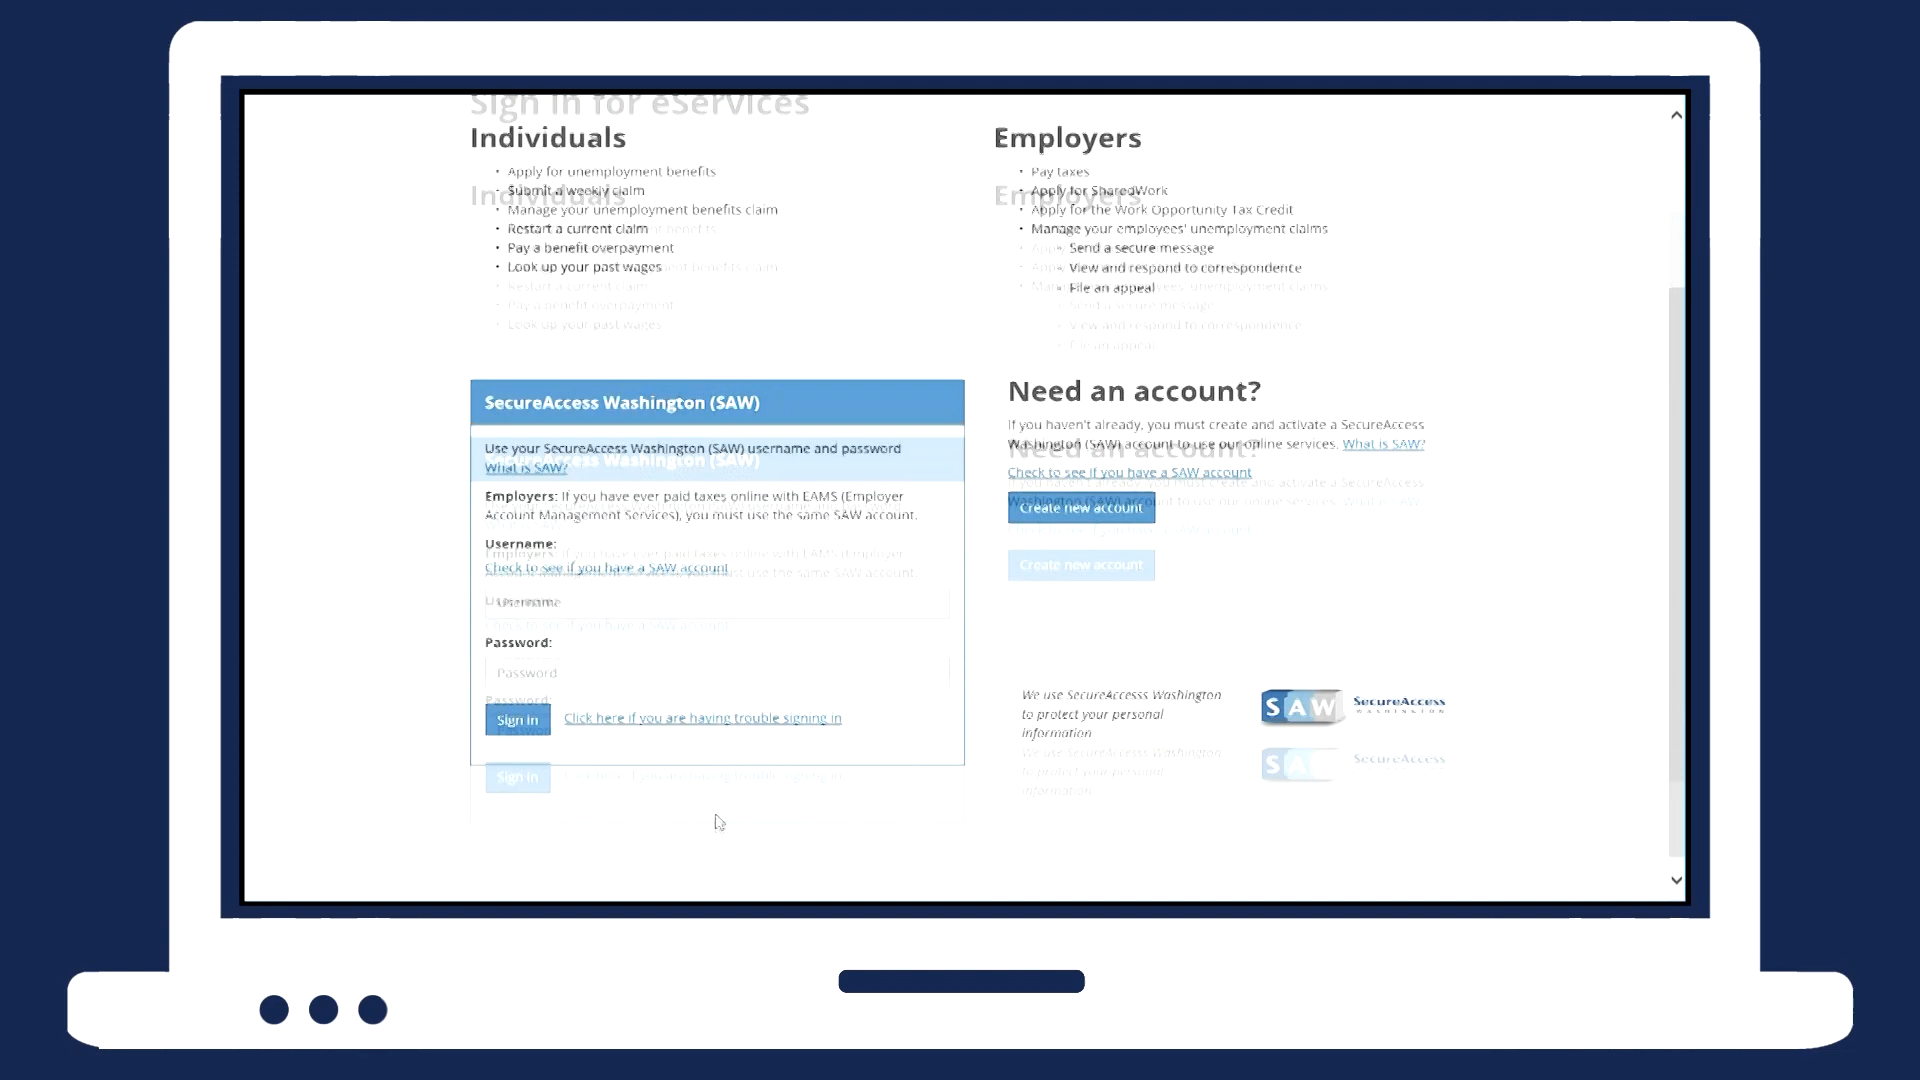 Sign in for eServices
Individuals
Apply for unemployment benefits
Submit a weekly claim
Manage your unemployment benefits claim
Restart a current claim
Pay a benefit overpayment
Look up your past wages
Employers
Pay taxes
Apply for SharedWork
Apply for the Work Opportunity Tax Credit
Manage your employees' unemployment claims
Send a secure message
View and respond to correspondence
File an appeal
SecureAccess Washington (SAW)
Use your SecureAccess Washington (SAW) username and password
What is SAW?
Employers: If you have ever paid taxes online with EAMS (Employer
Account Management Services), you must use the same SAW account.
Username:
Check to see if you have a SAW account
Username
Password:
Password
Sign in Click here if you are having trouble signing in
Need an account?
If you haven't already, you must create and activate a SecureAccess
Washington (SAW) account to use our online services. What is SAW?
Check to see if you have a SAW account
Create new account
We use SecureAccesss Washington
to protect your personal
information
SAW SecureAccess
WASHINGTON